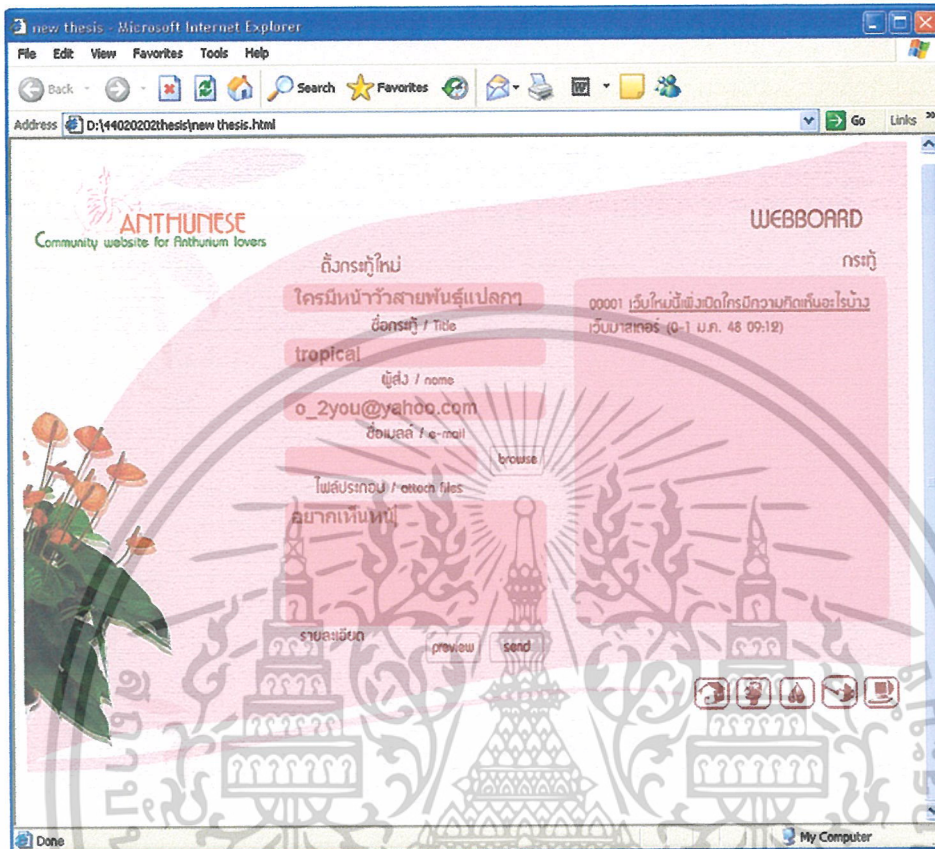 new thesis - Microsoft Internet Explorer
File Edit View Favorites Tools Help
Back Search Favorites
Address D:\44020202thesis\new thesis.html Go Links »
ANTHUNESE
Community website for Anthurium lovers
WEBBOARD
ตั้งกระทู้ใหม่
ใครมีหน้าวัวสายพันธุ์แปลกๆ
ชื่อกระทู้ / Title
tropical
ผู้ส่ง / name
o_2you@yahoo.com
ชื่อเมลล์ / e-mail
browse
ไฟล์ประกอบ / attach files
อยากเห็นหน
รายละเอียด
preview send
กระทู้
00001 เว็บใหม่นี้เพิ่งเปิดใครมีความคิดเห็นอะไรบ้าง
เว็บมาสเตอร์ (0-1 ม.ค. 48 09:12)
Done My Computer